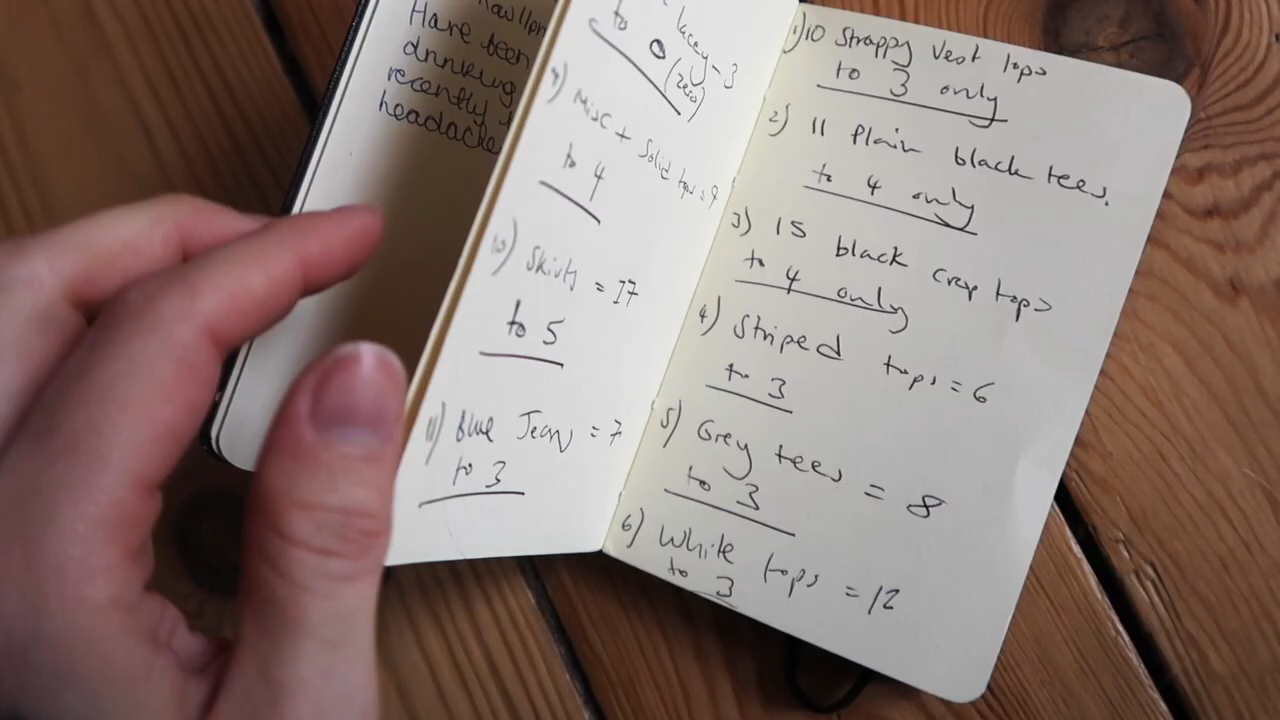 Have been
drinking
recently
headache
lacey - 3
to 0
(zero)
9) Misc + Solid tops = 9
to 4
10) Skirts = 17
to 5
11) Blue Jean = 7
to 3
1) 10 Strappy Vest tops
to 3 only
2) 11 Plain black tees.
to 4 only
3) 15 black crop tops
to 4 only
4) Striped tops = 6
to 3
5) Grey tees = 8
to 3
6) White tops = 12
to 3